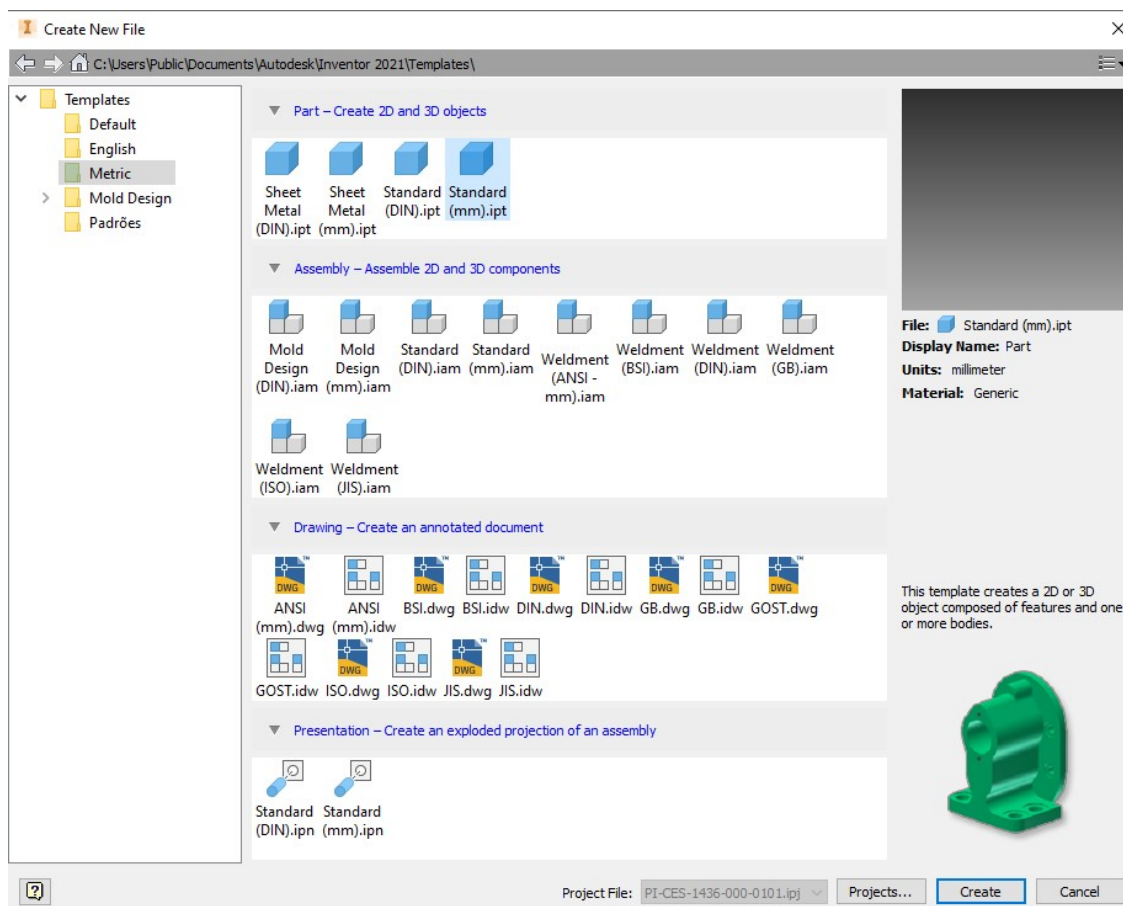 Create New File
C:\Users\Public\Documents\Autodesk\Inventor 2021\Templates\
Templates
Default
English
Metric
Mold Design
Padrões
Part – Create 2D and 3D objects
Sheet Metal (DIN).ipt
Sheet Metal (mm).ipt
Standard (DIN).ipt
Standard (mm).ipt
Assembly – Assemble 2D and 3D components
Mold Design (DIN).iam
Mold Design (mm).iam
Standard (DIN).iam
Standard (mm).iam
Weldment (ANSI - mm).iam
Weldment (BSI).iam
Weldment (DIN).iam
Weldment (GB).iam
Weldment (ISO).iam
Weldment (JIS).iam
Drawing – Create an annotated document
DWG
DWG
DWG
DWG
DWG
ANSI (mm).dwg
ANSI (mm).idw
BSI.dwg
BSI.idw
DIN.dwg
DIN.idw
GB.dwg
GB.idw
GOST.dwg
DWG
DWG
GOST.idw
ISO.dwg
ISO.idw
JIS.dwg
JIS.idw
Presentation – Create an exploded projection of an assembly
Standard (DIN).ipn
Standard (mm).ipn
File: Standard (mm).ipt
Display Name: Part
Units: millimeter
Material: Generic
This template creates a 2D or 3D
object composed of features and one
or more bodies.
?
Project File: PI-CES-1436-000-0101.ipj
Projects...
Create
Cancel